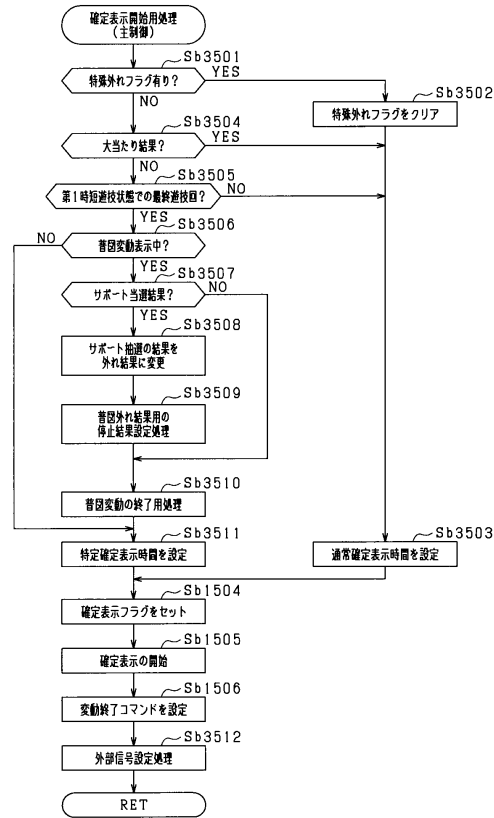 確定表示開始用処理
(主制御)
Sb3501
特殊外れフラグ有り?
YES
NO
Sb3502
特殊外れフラグをクリア
Sb3504
大当たり結果?
YES
NO
Sb3505
第1時短遊技状態での最終遊技回?
NO
YES
Sb3506
NO
普図変動表示中?
YES
Sb3507
サポート当選結果?
NO
YES
Sb3508
サポート抽選の結果を
外れ結果に変更
Sb3509
普図外れ結果用の
停止結果設定処理
Sb3510
普図変動の終了用処理
Sb3511
特定確定表示時間を設定
Sb3503
通常確定表示時間を設定
Sb1504
確定表示フラグをセット
Sb1505
確定表示の開始
Sb1506
変動終了コマンドを設定
Sb3512
外部信号設定処理
RET